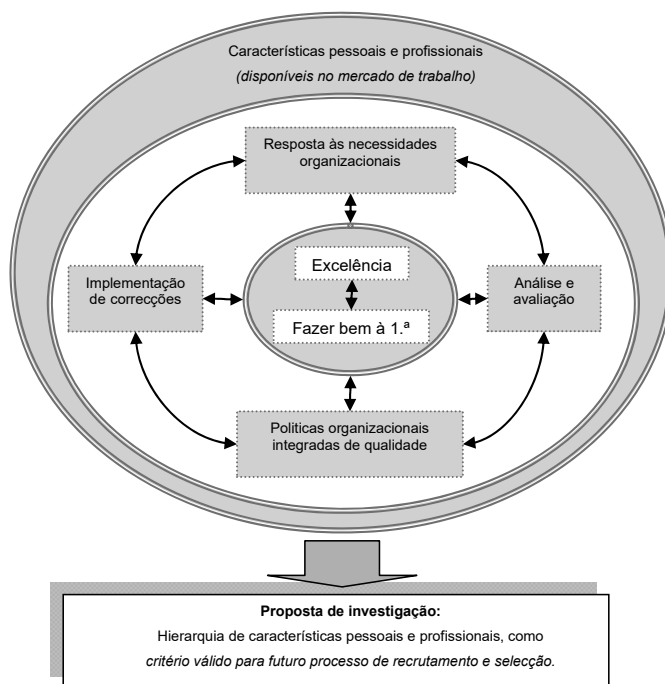 Características pessoais e profissionais
(disponíveis no mercado de trabalho)
Resposta às necessidades
organizacionais
Implementação
de correcções
Excelência
Fazer bem à 1.ª
Análise e
avaliação
Politicas organizacionais
integradas de qualidade
Proposta de investigação:
Hierarquia de características pessoais e profissionais, como
critério válido para futuro processo de recrutamento e selecção.